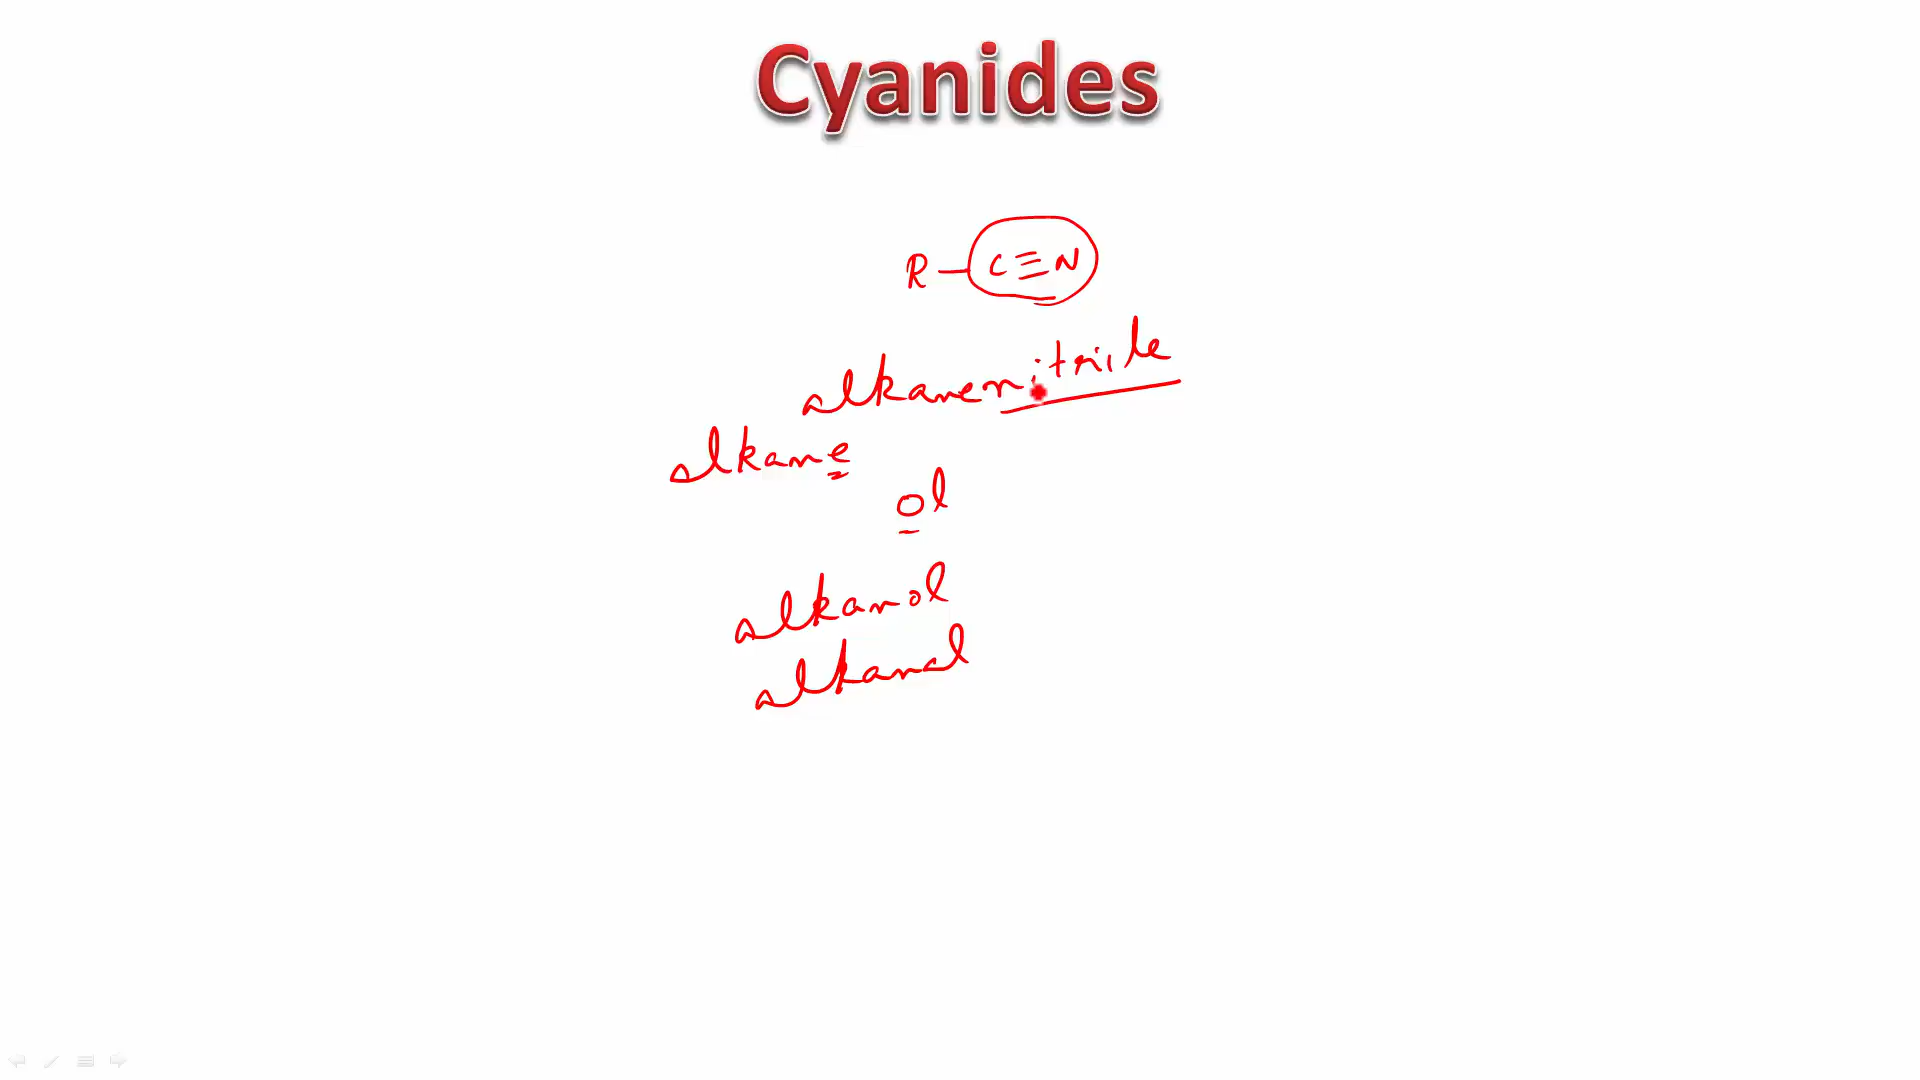 Cyanides
R-C≡N
alkanenitrile
alkane
ol
alkanol
alkanal